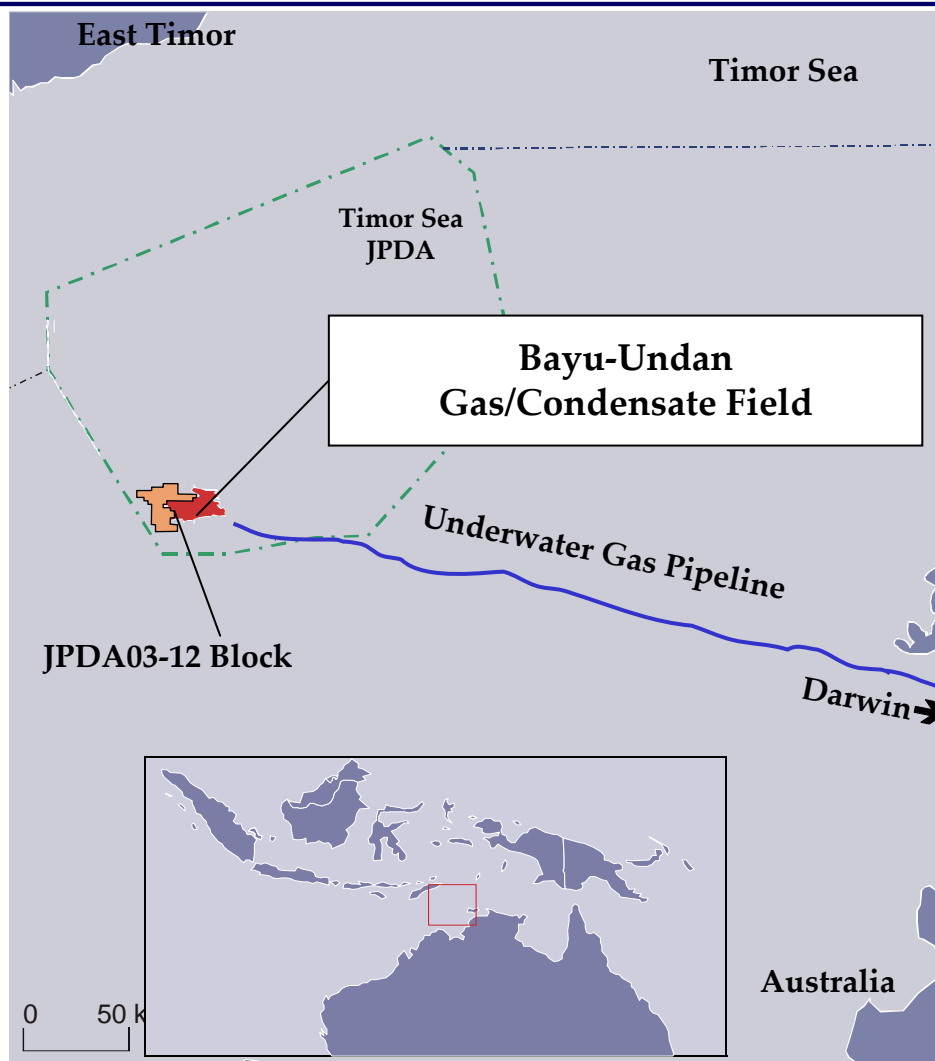 East Timor
Timor Sea
Timor Sea
JPDA
Bayu-Undan
Gas/Condensate Field
Underwater Gas Pipeline
JPDA03-12 Block
Darwin
Australia
0 50 k